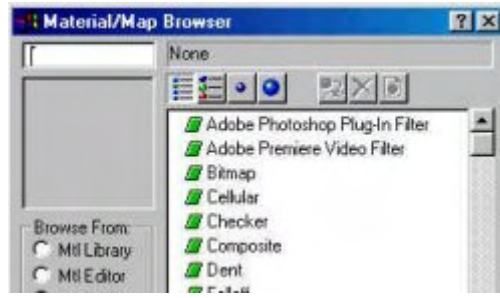 Material/Map Browser
None
Adobe Photoshop Plug-In Filter
Adobe Premiere Video Filter
Bitmap
Cellular
Checker
Composite
Dent
Falloff
Browse From:
Mtl Library
Mtl Editor